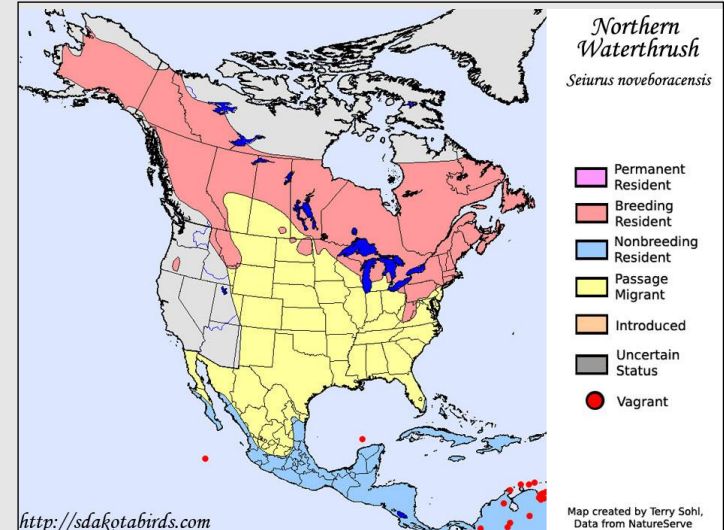 Northern
Waterthrush
Seiurus noveboracensis
Permanent
Resident
Breeding
Resident
Nonbreeding
Resident
Passage
Migrant
Introduced
Uncertain
Status
Vagrant
http://sdakotabirds.com
Map created by Terry Sohl,
Data from NatureServe